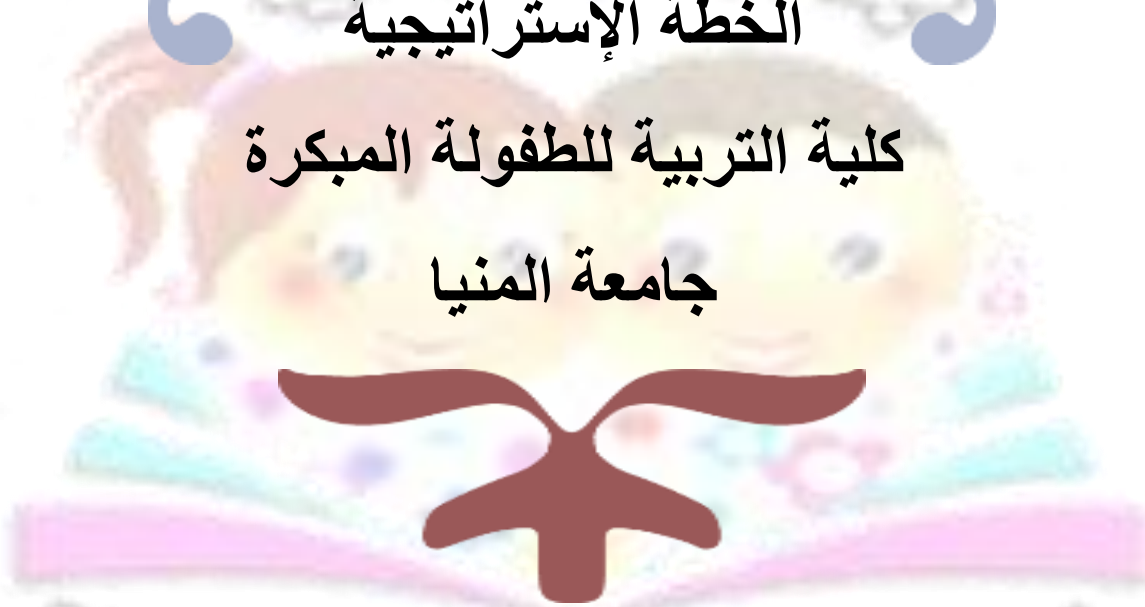 الخطة الإستراتيجية
كلية التربية للطفولة المبكرة
جامعة المنيا